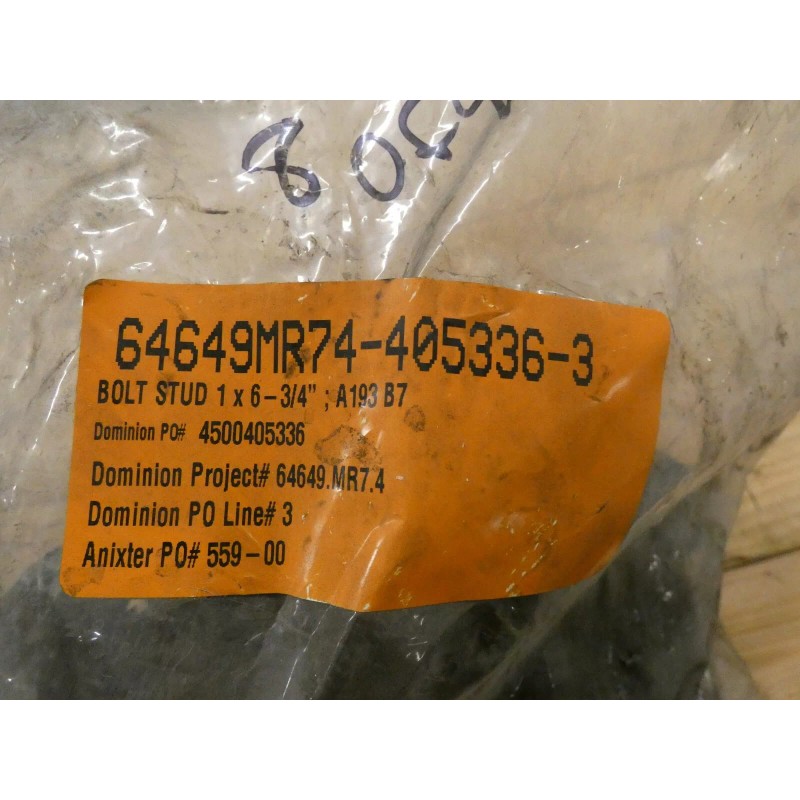 64649MR74-405336-3
BOLT STUD 1 x 6-3/4" ; A193 B7
Dominion PO# 4500405336
Dominion Project# 64649.MR7.4
Dominion PO Line# 3
Anixter PO# 559-00